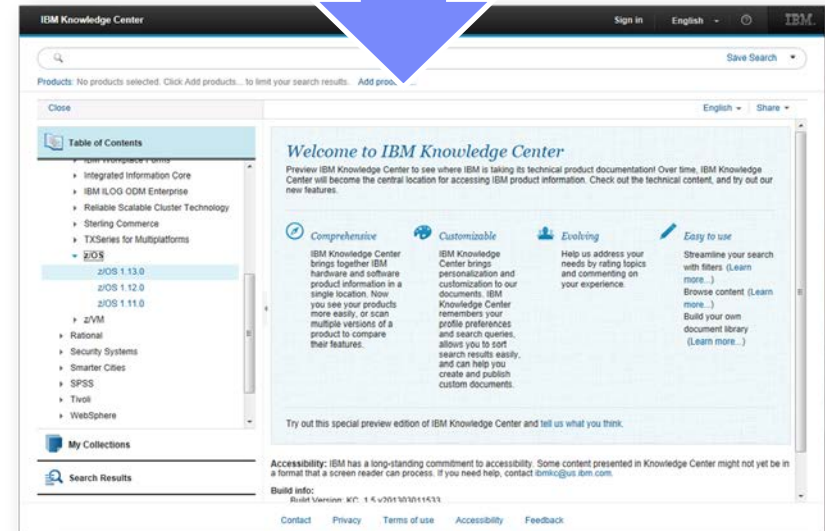 IBM Knowledge Center
Sign in English IBM
Save Search
Products: No products selected. Click Add products... to limit your search results. Add
Close
English Share
Table of Contents
Integrated Information Core
IBM ILOG ODM Enterprise
Reliable Scalable Cluster Technology
Sterling Commerce
TXSeries for Multiplatforms
z/OS
z/OS 1.13.0
z/OS 1.12.0
z/OS 1.11.0
z/VM
Rational
Security Systems
Smarter Cities
SPSS
Tivoli
WebSphere
My Collections
Search Results
Welcome to IBM Knowledge Center
Preview IBM Knowledge Center to see where IBM is taking its technical product documentation! Over time, IBM Knowledge
Center will become the central location for accessing IBM product information. Check out the technical content, and try out our
new features.
Comprehensive
IBM Knowledge Center
brings together IBM
hardware and software
product information in a
single location. Now
you see your products
more easily, or scan
multiple versions of a
product to compare
their features.
Customizable
IBM Knowledge
Center brings
personalization and
customization to our
documents. IBM
Knowledge Center
remembers your
profile preferences
and search queries,
allows you to sort
search results easily,
and can help you
create and publish
custom documents.
Evolving
Help us address your
needs by rating topics
and commenting on
your experience.
Easy to use
Streamline your search
with filters (Learn
more...)
Browse content (Learn
more...)
Build your own
document library
(Learn more...)
Try out this special preview edition of IBM Knowledge Center and tell us what you think.
Accessibility: IBM has a long-standing commitment to accessibility. Some content presented in Knowledge Center might not yet be in
a format that a screen reader can process. If you need help, contact ibmkc@us.ibm.com.
Build info:
Build Version: KC_1.5.v201303011533
Contact Privacy Terms of use Accessibility Feedback